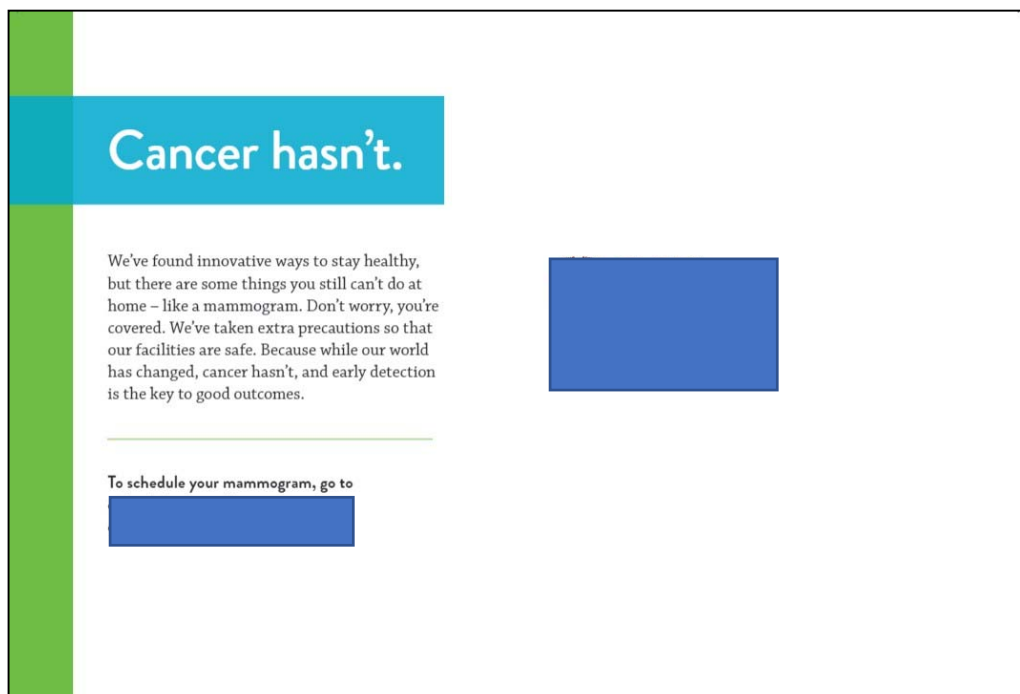 Cancer hasn’t.
We’ve found innovative ways to stay healthy,
but there are some things you still can’t do at
home – like a mammogram. Don’t worry, you’re
covered. We’ve taken extra precautions so that
our facilities are safe. Because while our world
has changed, cancer hasn’t, and early detection
is the key to good outcomes.
To schedule your mammogram, go to